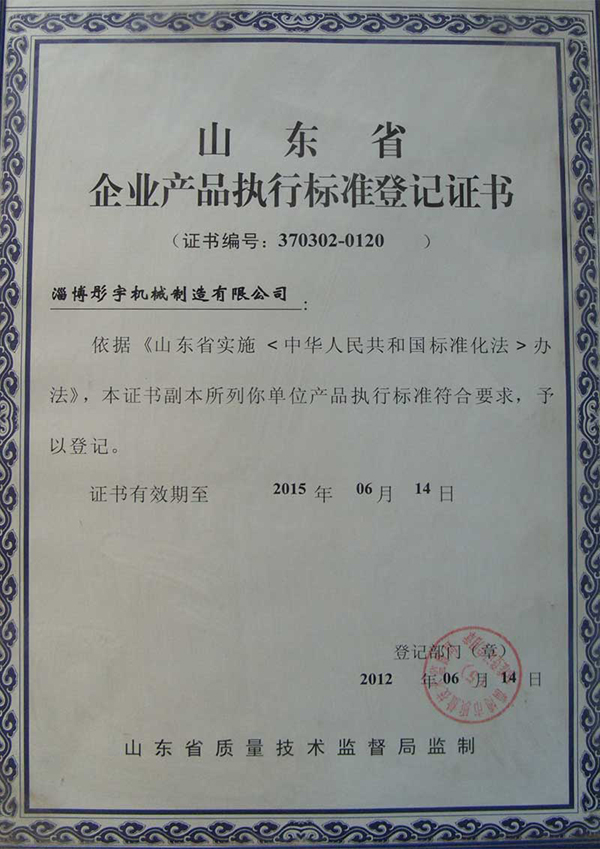 山东省
企业产品执行标准登记证书
（证书编号：370302-0120 ）
淄博彤宇机械制造有限公司：
依据《山东省实施<中华人民共和国标准化法>办
法》，本证书副本所列你单位产品执行标准符合要求，予
以登记。
证书有效期至 2015 年 06 月 14 日
登记部门（章）
2012 年 06 月 14 日
山东省质量技术监督局监制